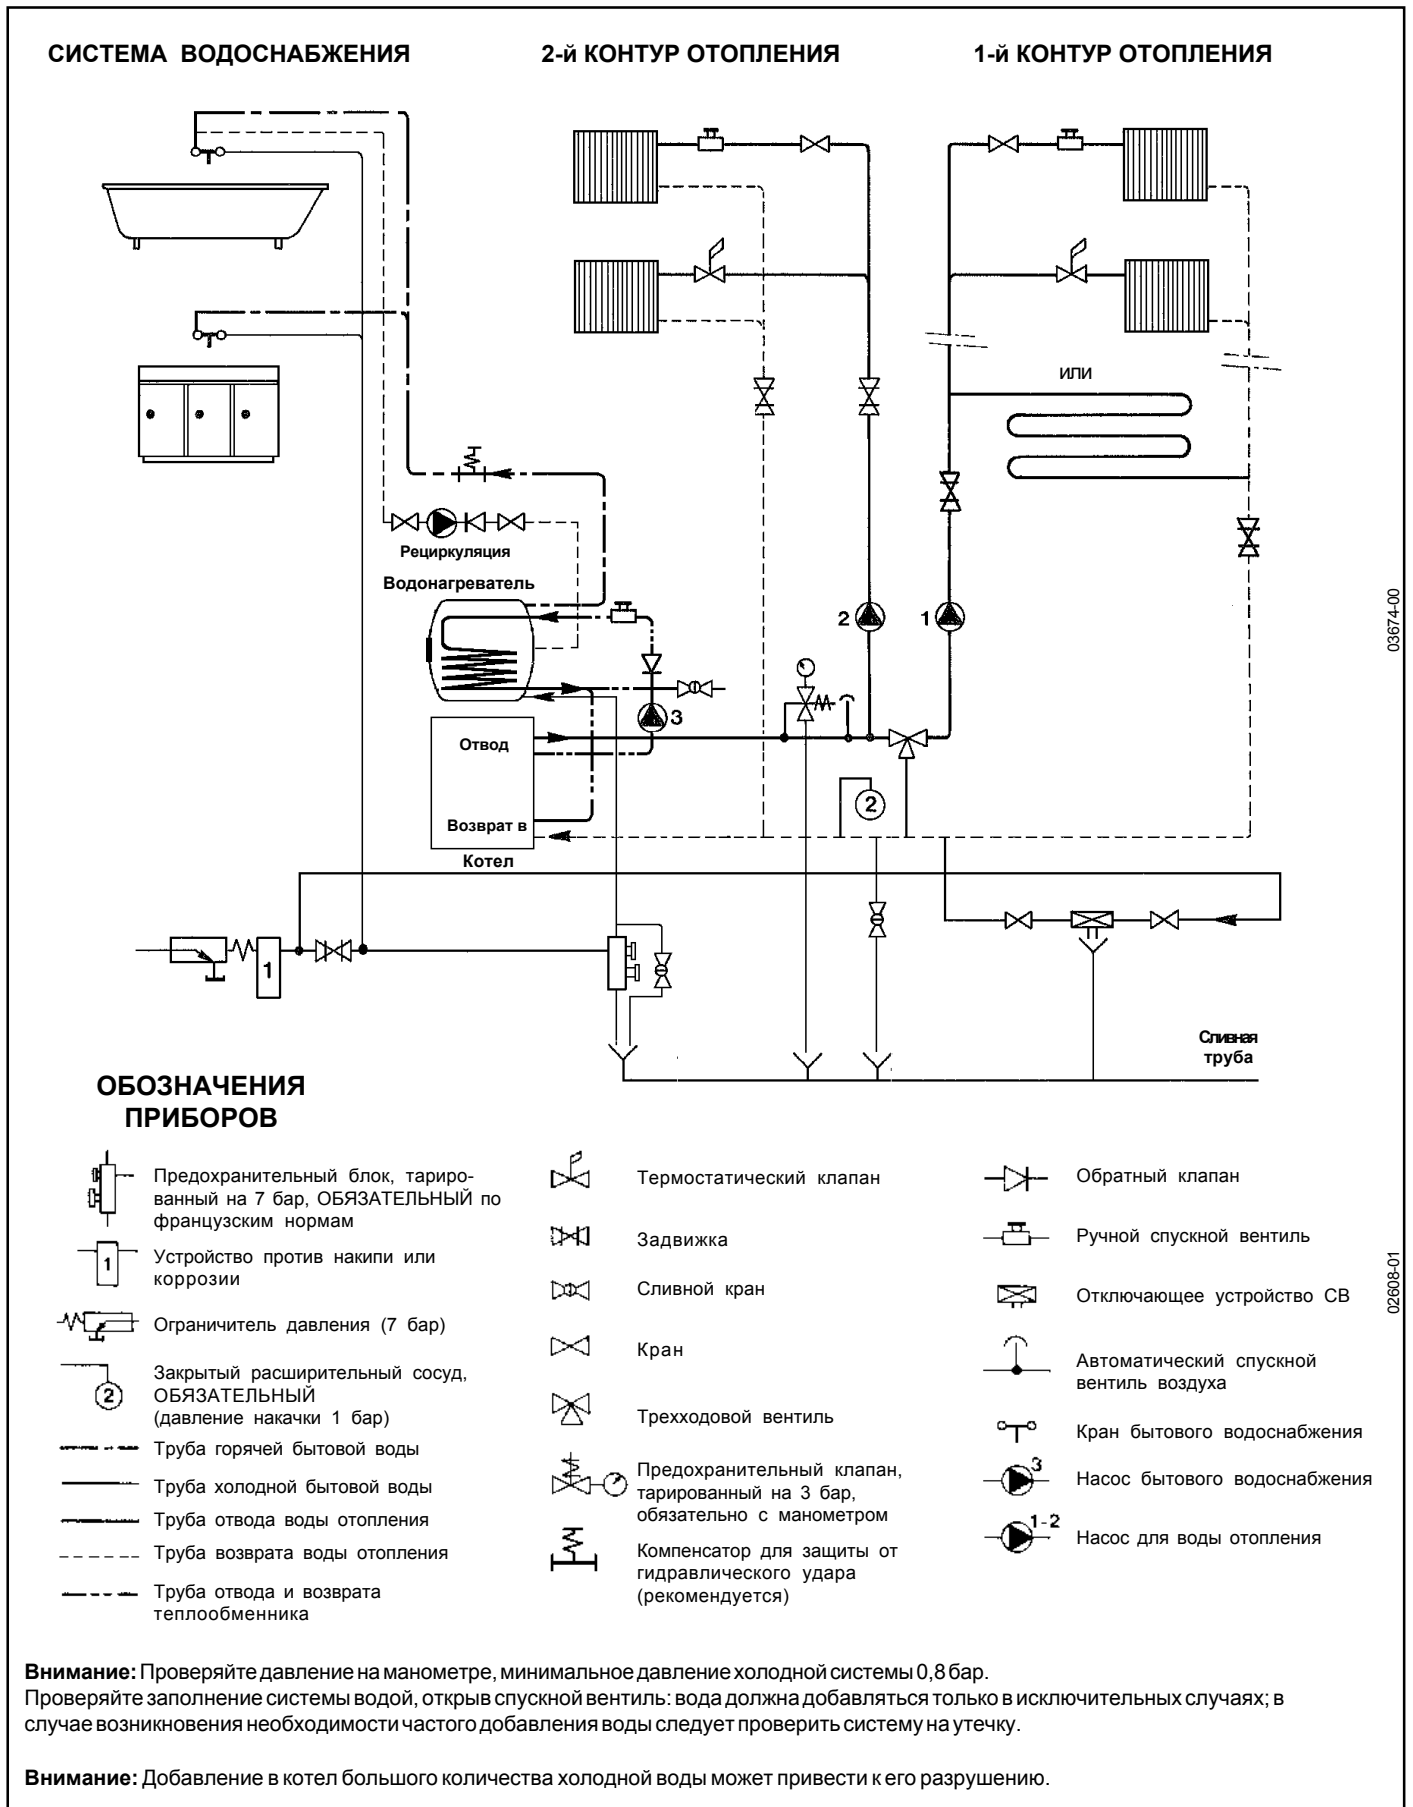 СИСТЕМА ВОДОСНАБЖЕНИЯ
2-й КОНТУР ОТОПЛЕНИЯ
1-й КОНТУР ОТОПЛЕНИЯ
ИЛИ
Рециркуляция
Водонагреватель
2
1
3
Отвод
2
Возврат в
Котел
1
Сливная
труба
03674-00
ОБОЗНАЧЕНИЯ
ПРИБОРОВ
Предохранительный блок, тариро-
ванный на 7 бар, ОБЯЗАТЕЛЬНЫЙ по
французским нормам
1
Устройство против накипи или
коррозии
Ограничитель давления (7 бар)
2
Закрытый расширительный сосуд,
ОБЯЗАТЕЛЬНЫЙ
(давление накачки 1 бар)
Труба горячей бытовой воды
Труба холодной бытовой воды
Труба отвода воды отопления
Труба возврата воды отопления
Труба отвода и возврата
теплообменника
Термостатический клапан
Задвижка
Сливной кран
Кран
Трехходовой вентиль
Предохранительный клапан,
тарированный на 3 бар,
обязательно с манометром
Компенсатор для защиты от
гидравлического удара
(рекомендуется)
Обратный клапан
Ручной спускной вентиль
Отключающее устройство СВ
Автоматический спускной
вентиль воздуха
Кран бытового водоснабжения
3
Насос бытового водоснабжения
1-2
Насос для воды отопления
02608-01
Внимание: Проверяйте давление на манометре, минимальное давление холодной системы 0,8 бар.
Проверяйте заполнение системы водой, открыв спускной вентиль: вода должна добавляться только в исключительных случаях; в
случае возникновения необходимости частого добавления воды следует проверить систему на утечку.
Внимание: Добавление в котел большого количества холодной воды может привести к его разрушению.